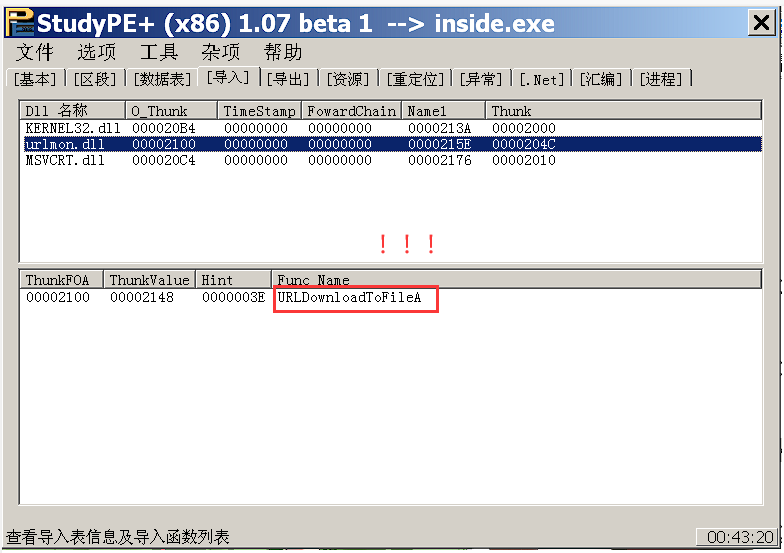 StudyPE+ (x86) 1.07 beta 1 --> inside.exe
文件 选项 工具 杂项 帮助
[基本] [区段] [数据表] [导入] [导出] [资源] [重定位] [异常] [.Net] [汇编] [进程]
Dll 名称 O_Thunk TimeStamp FowardChain Name1 Thunk
KERNEL32.dll 000020B4 00000000 00000000 0000213A 00002000
urlmon.dll 00002100 00000000 00000000 0000215E 0000204C
MSVCRT.dll 000020C4 00000000 00000000 00002176 00002010
！！！
ThunkFOA ThunkValue Hint Func Name
00002100 00002148 0000003E URLDownloadToFileA
查看导入表信息及导入函数列表 00:43:20